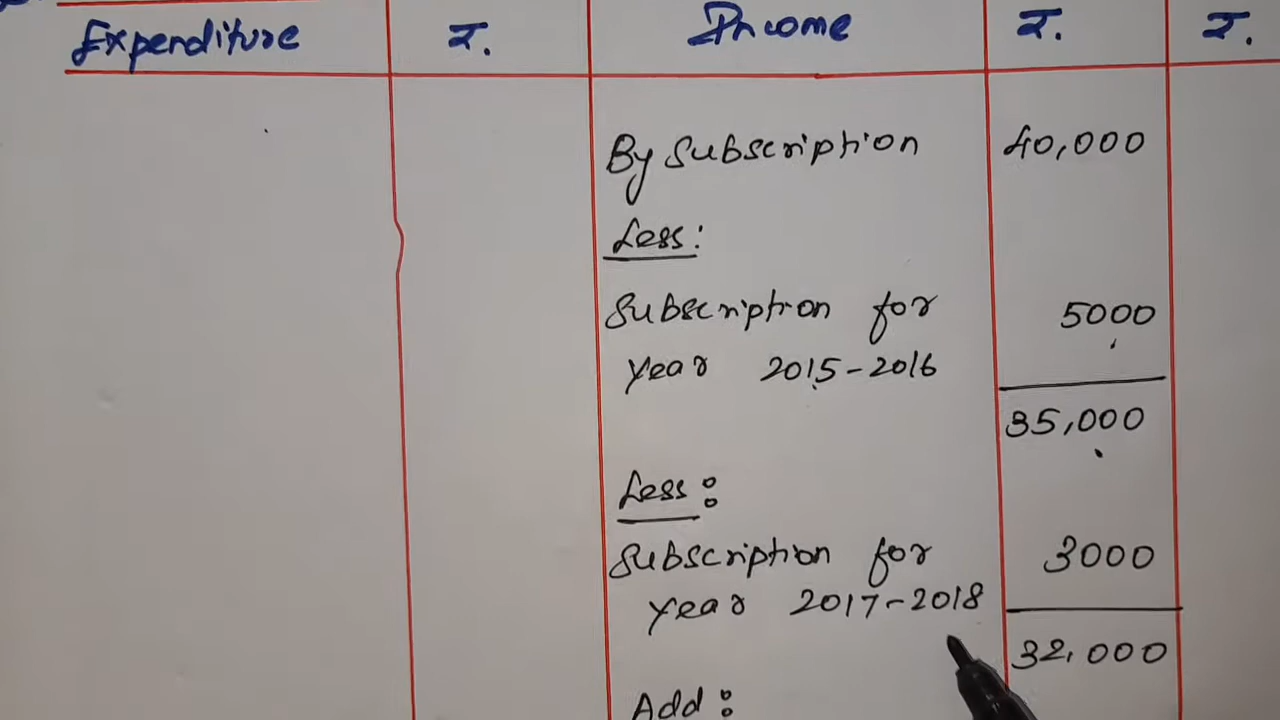 Expenditure ₹. Income ₹. ₹.
By Subscription 40,000
Less:
Subscription for 5000
year 2015-2016
35,000
Less:
Subscription for 3000
year 2017-2018
32,000
Add: